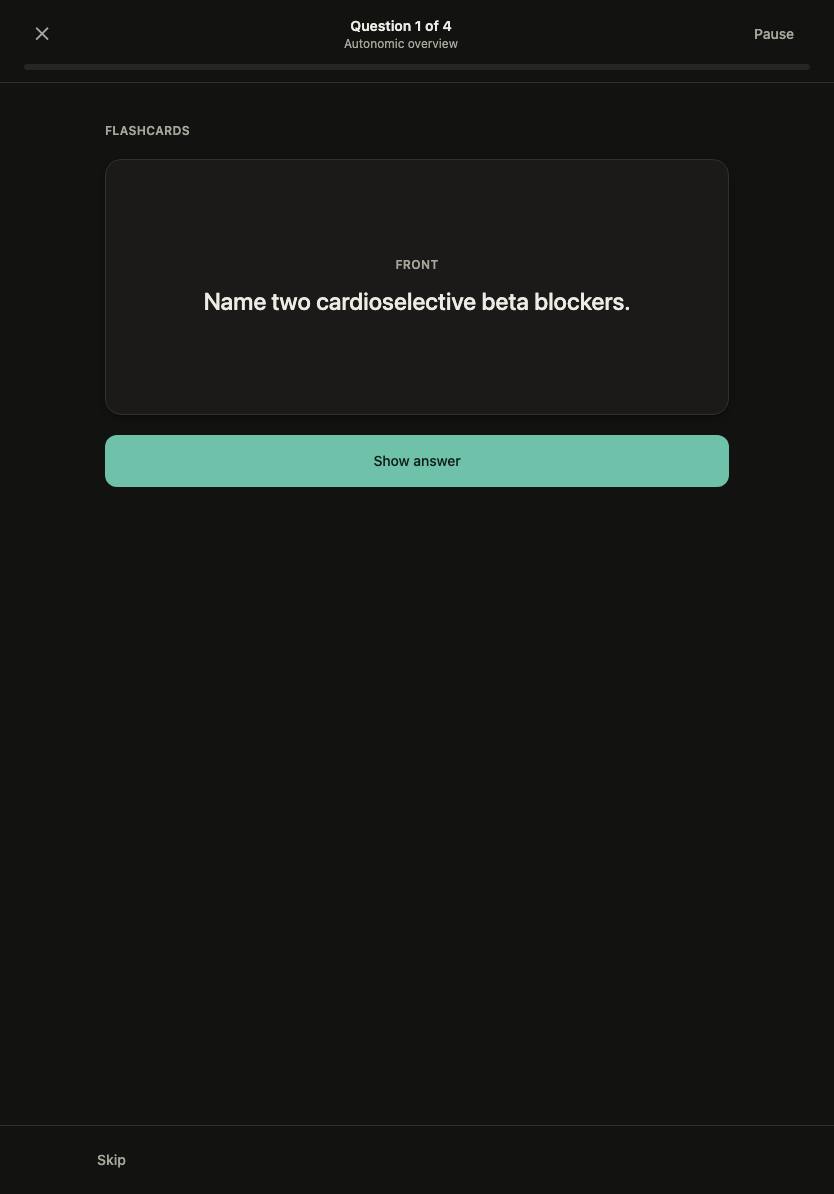 Question 1 of 4
Autonomic overview
Pause
FLASHCARDS
FRONT
Name two cardioselective beta blockers.
Show answer
Skip